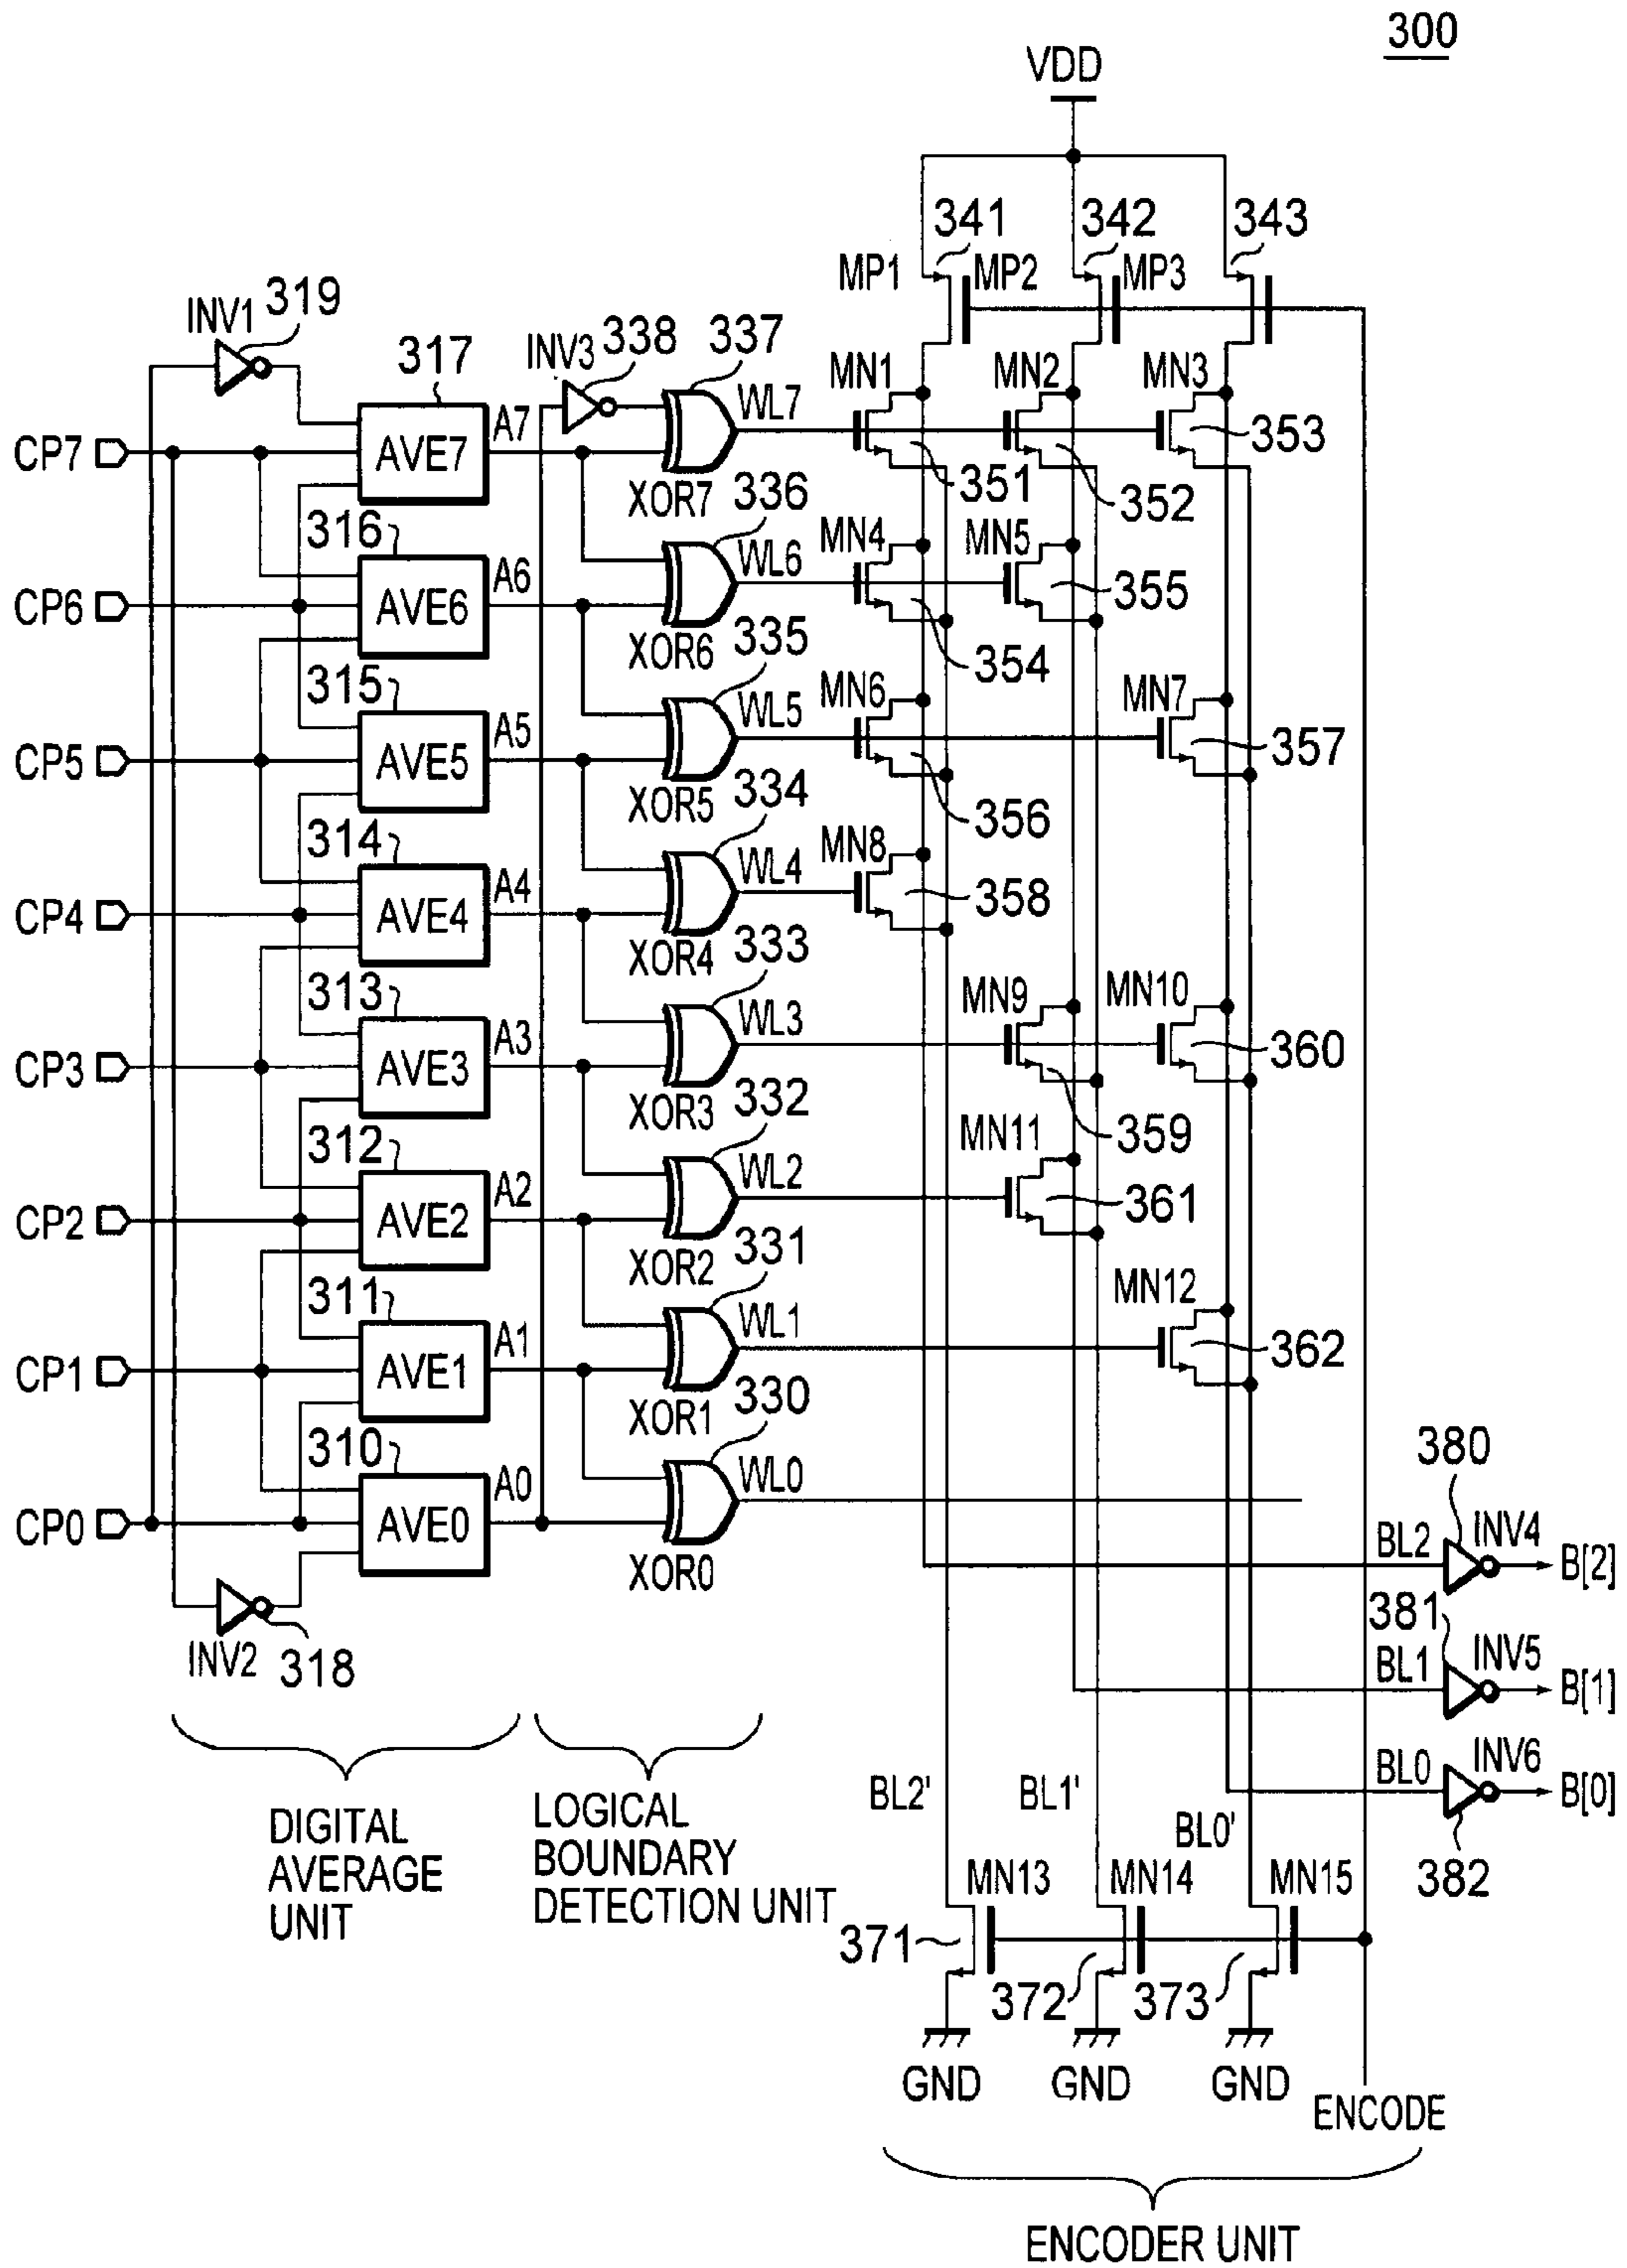 300
VDD
341
342
343
MP1
MP2
MP3
INV1
319
INV3
338
337
317
MN1
MN2
MN3
CP7
AVE7
A7
WL7
351
352
353
XOR7
336
316
MN4
MN5
CP6
AVE6
A6
WL6
354
355
XOR6
335
315
MN6
MN7
CP5
AVE5
A5
WL5
356
357
XOR5
334
314
MN8
CP4
AVE4
A4
WL4
358
XOR4
333
313
MN9
MN10
CP3
AVE3
A3
WL3
359
360
XOR3
332
312
MN11
CP2
AVE2
A2
WL2
361
XOR2
331
311
MN12
CP1
AVE1
A1
WL1
362
XOR1
330
310
CP0
AVE0
A0
WL0
XOR0
INV2
318
380
BL2
INV4
B[2]
381
BL1
INV5
B[1]
BL0
INV6
B[0]
382
BL2'
BL1'
BL0'
DIGITAL
AVERAGE
UNIT
LOGICAL
BOUNDARY
DETECTION UNIT
MN13
MN14
MN15
371
372
373
GND
GND
GND
ENCODE
ENCODER UNIT